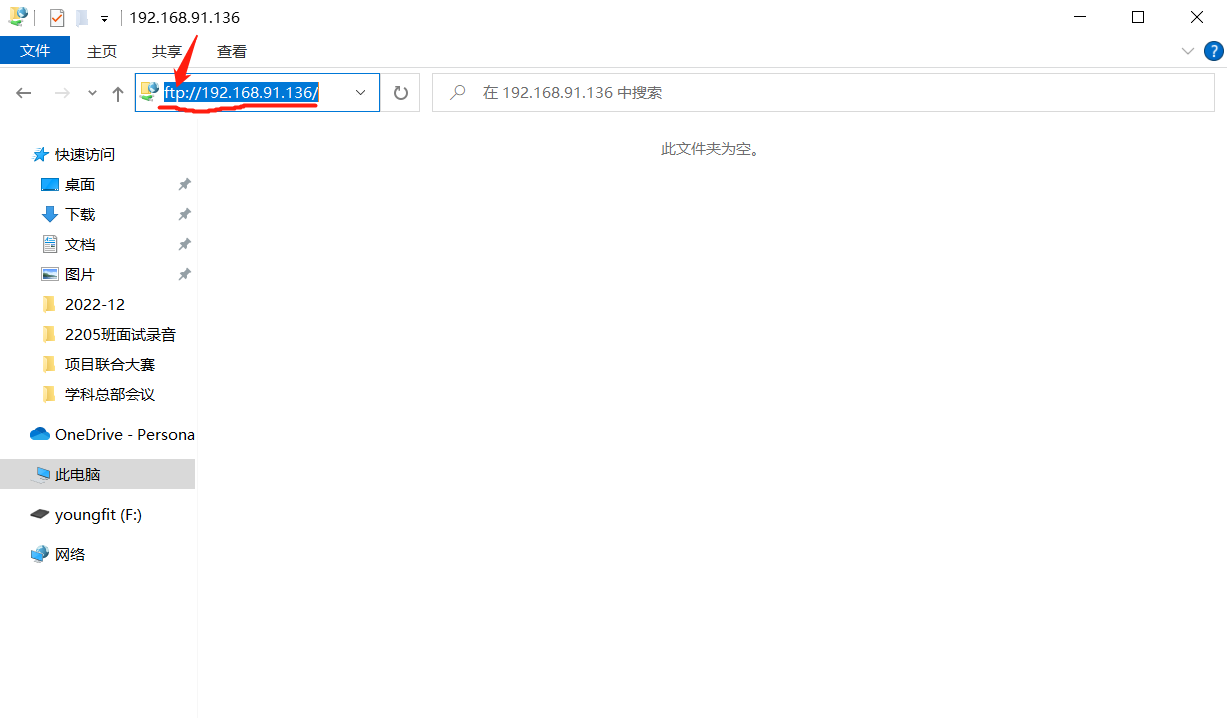 192.168.91.136
文件 主页 共享 查看
ftp://192.168.91.136/ 在 192.168.91.136 中搜索
此文件夹为空。
快速访问
桌面
下载
文档
图片
2022-12
2205班面试录音
项目联合大赛
学科总部会议
OneDrive - Persona
此电脑
youngfit (F:)
网络